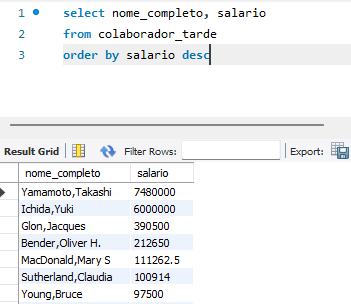 1 select nome_completo, salario
2 from colaborador_tarde
3 order by salario desc
Result Grid Filter Rows: Export:
nome_completo salario
Yamamoto,Takashi 7480000
Ichida,Yuki 6000000
Glon,Jacques 390500
Bender,Oliver H. 212650
MacDonald,Mary S 111262.5
Sutherland,Claudia 100914
Young,Bruce 97500